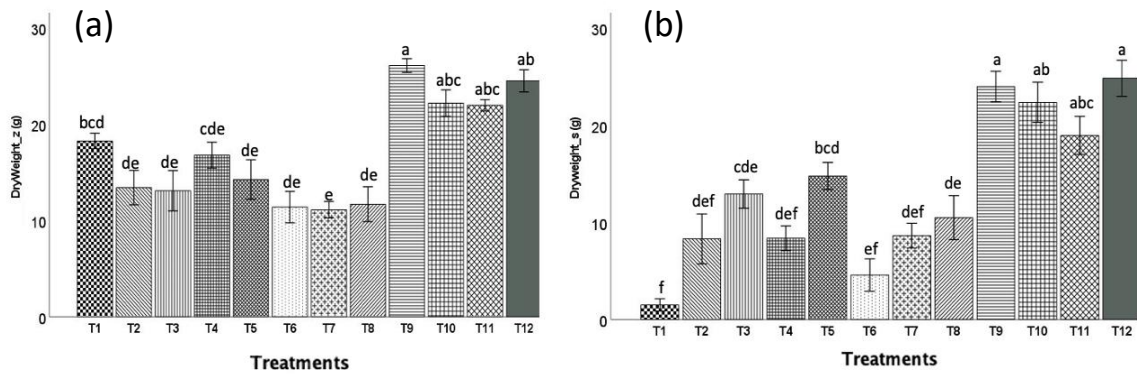 (a)
30
20
10
0
DryWeight_z (g)
bcd
de
de
cde
de
de
e
de
a
abc
abc
ab
T1 T2 T3 T4 T5 T6 T7 T8 T9 T10 T11 T12
Treatments
(b)
30
20
10
0
Dryweight_s (g)
f
def
cde
def
bcd
ef
def
de
a
ab
abc
a
T1 T2 T3 T4 T5 T6 T7 T8 T9 T10 T11 T12
Treatments